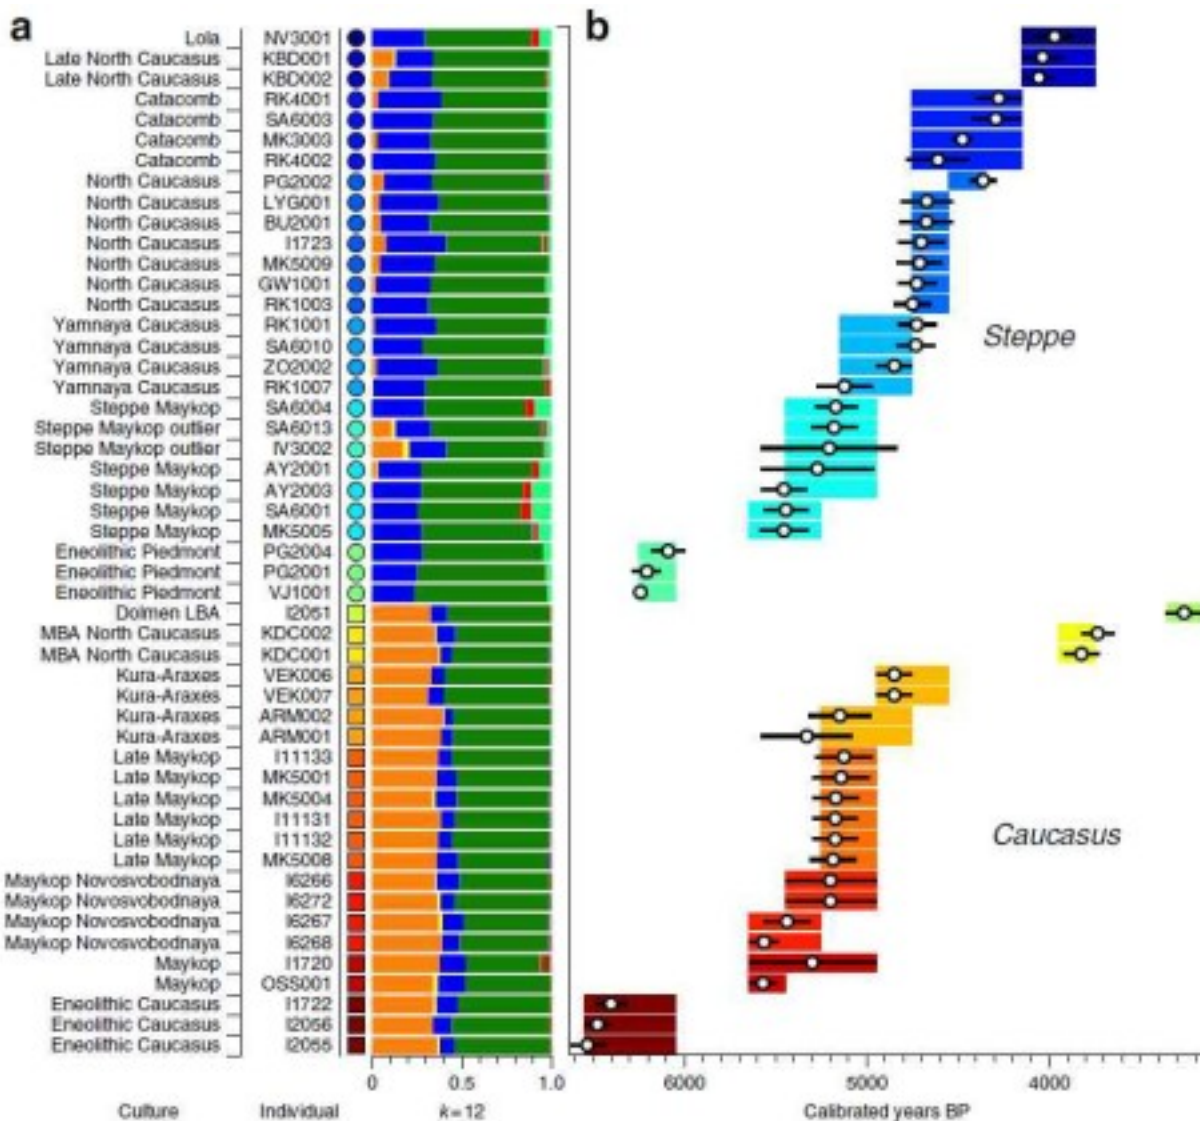 a b
Lola NV3001
Late North Caucasus KBD001
Late North Caucasus KBD002
Catacomb RK4001
Catacomb SA6003
Catacomb MK3003
Catacomb RK4002
North Caucasus PG2002
North Caucasus LYG001
North Caucasus BU2001
North Caucasus I1723
North Caucasus MK5009
North Caucasus GW1001
North Caucasus RK1003
Yamnaya Caucasus RK1001
Steppe
Yamnaya Caucasus SA6010
Yamnaya Caucasus ZO2002
Yamnaya Caucasus RK1007
Steppe Maykop SA6004
Steppe Maykop outlier SA6013
Steppe Maykop outlier IV3002
Steppe Maykop AY2001
Steppe Maykop AY2003
Steppe Maykop SA6001
Steppe Maykop MK5005
Eneolithic Piedmont PG2004
Eneolithic Piedmont PG2001
Eneolithic Piedmont VJ1001
Dolmen LBA I2051
MBA North Caucasus KDC002
MBA North Caucasus KDC001
Kura-Araxes VEK006
Kura-Araxes VEK007
Kura-Araxes ARM002
Kura-Araxes ARM001
Late Maykop I11133
Late Maykop MK5001
Late Maykop MK5004
Late Maykop I11131
Caucasus
Late Maykop I11132
Late Maykop MK5008
Maykop Novosvobodnaya I6266
Maykop Novosvobodnaya I6272
Maykop Novosvobodnaya I6267
Maykop Novosvobodnaya I6268
Maykop I1720
Maykop OSS001
Eneolithic Caucasus I1722
Eneolithic Caucasus I2056
Eneolithic Caucasus I2055
0 0.5 1.0 6000 5000 4000
Culture Individual k=12 Calibrated years BP